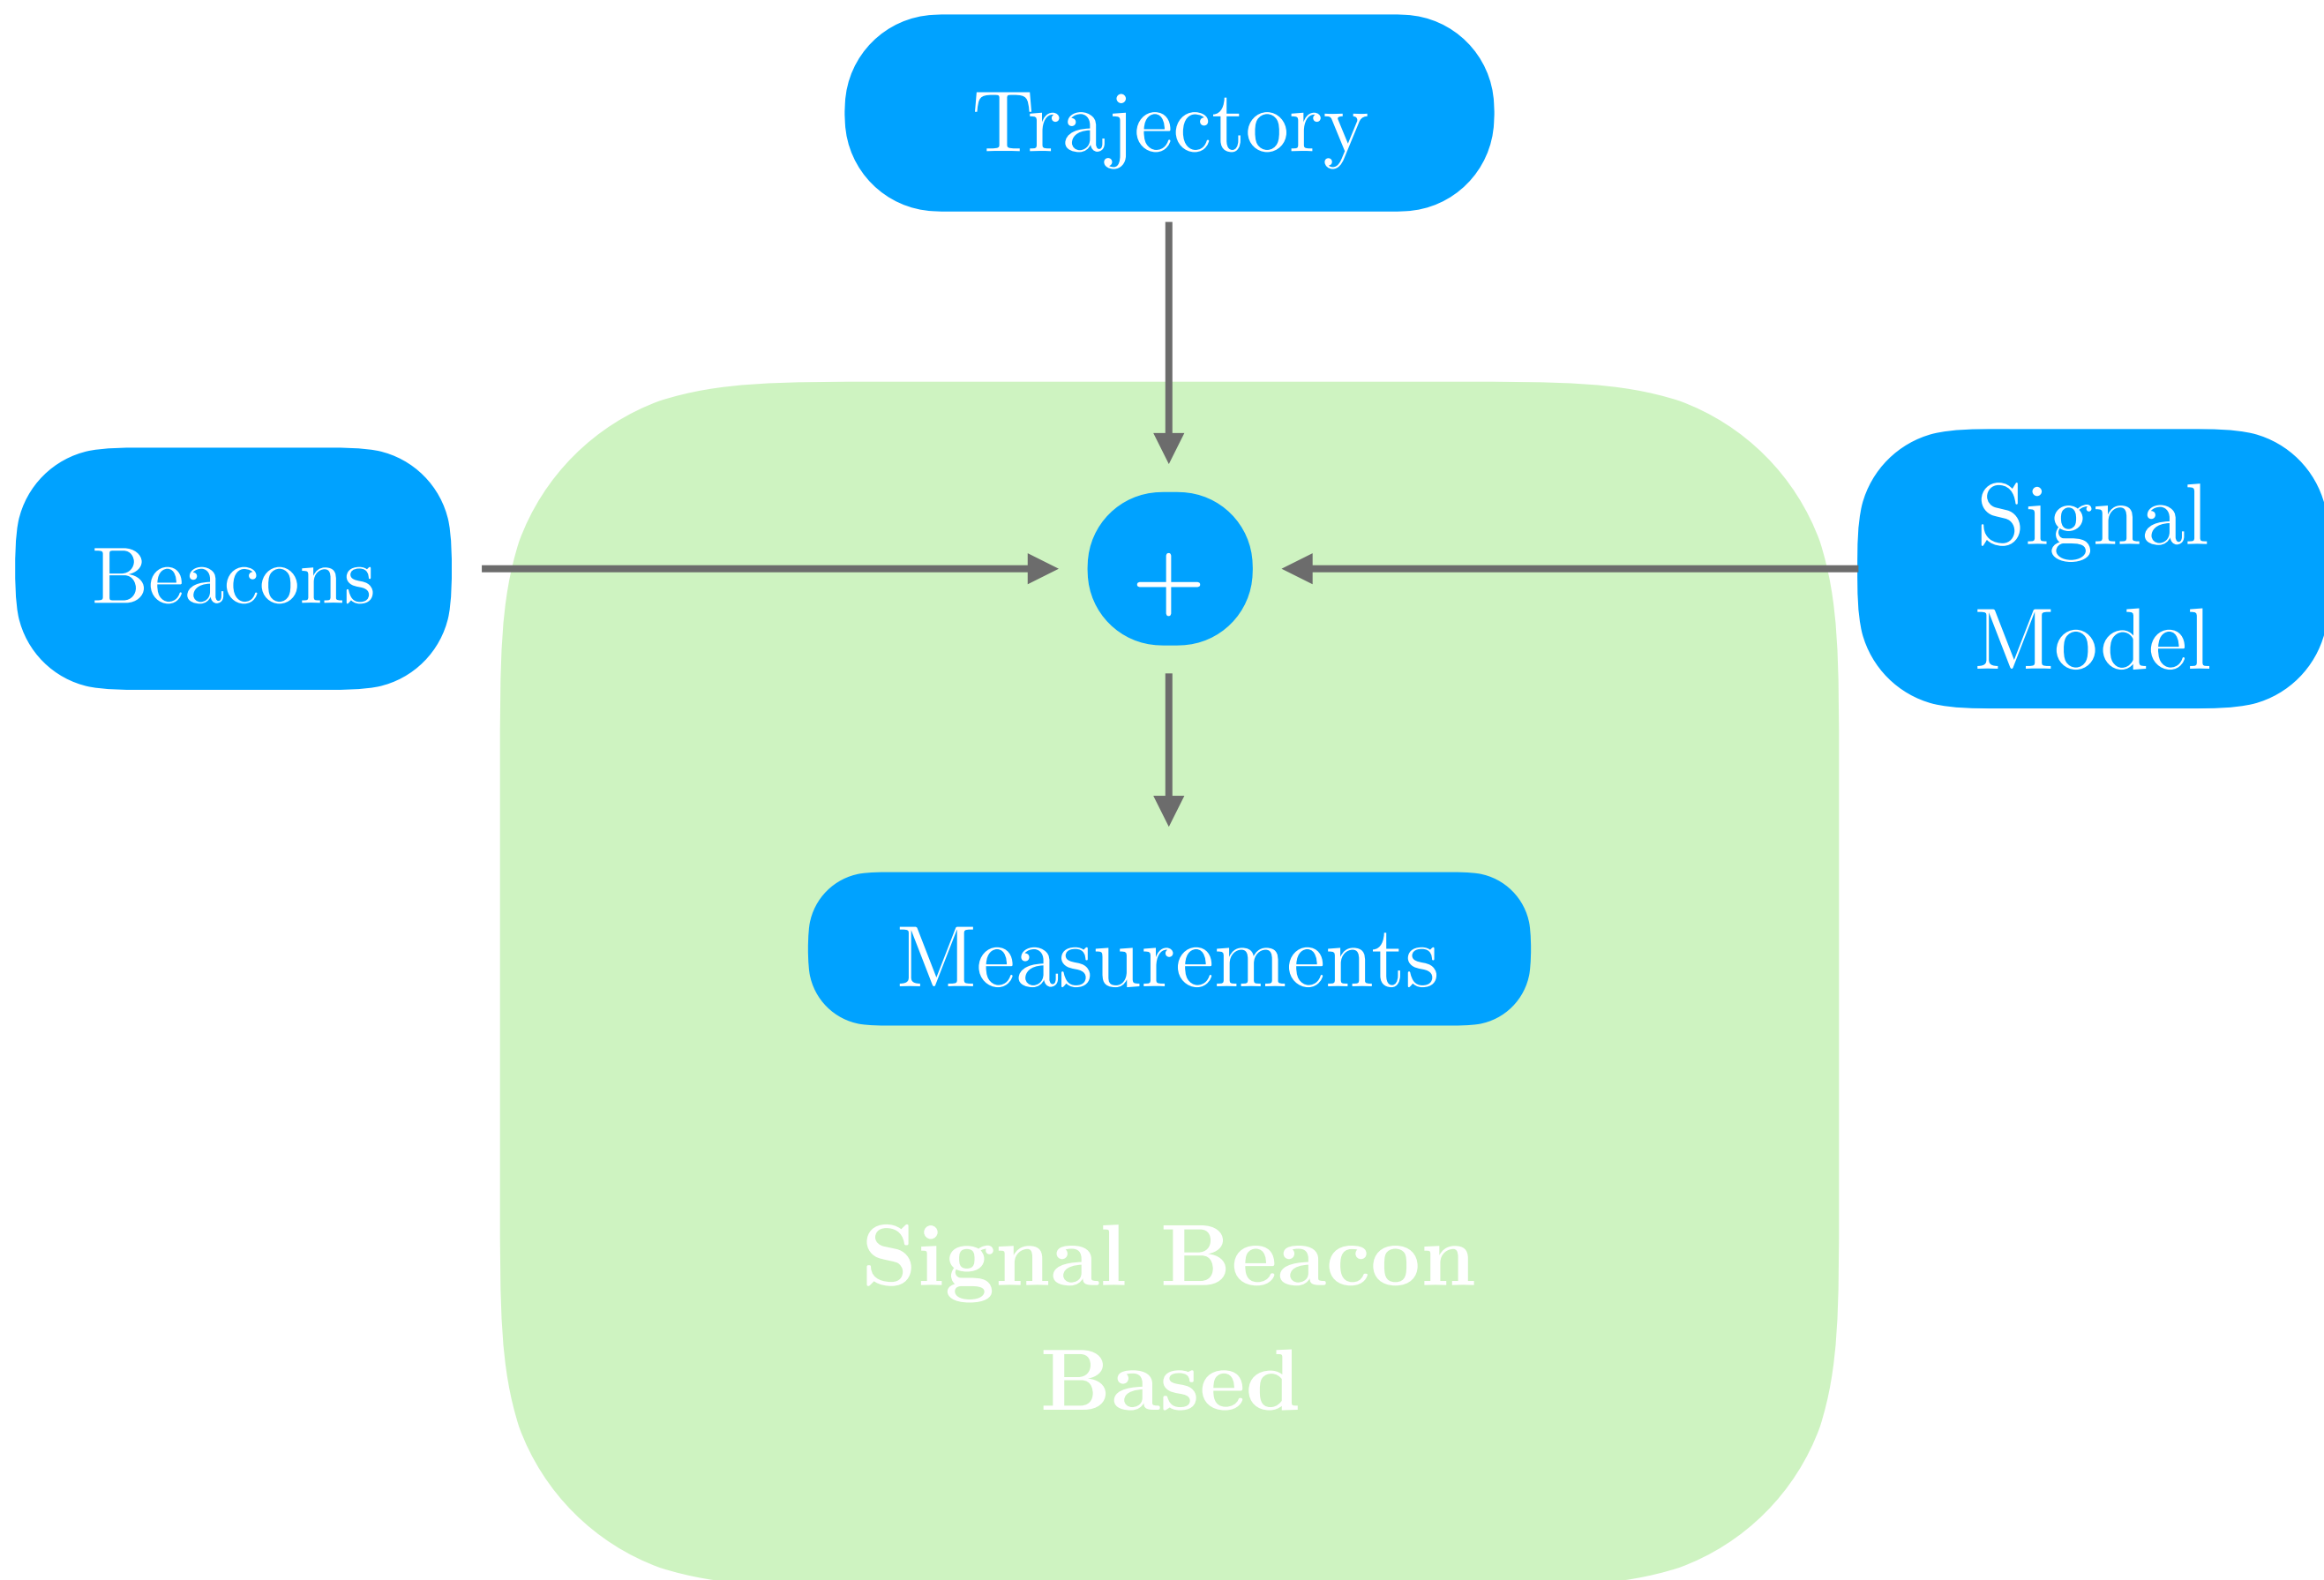 Trajectory
Beacons
+
Signal
Model
Measurements
Signal Beacon
Based